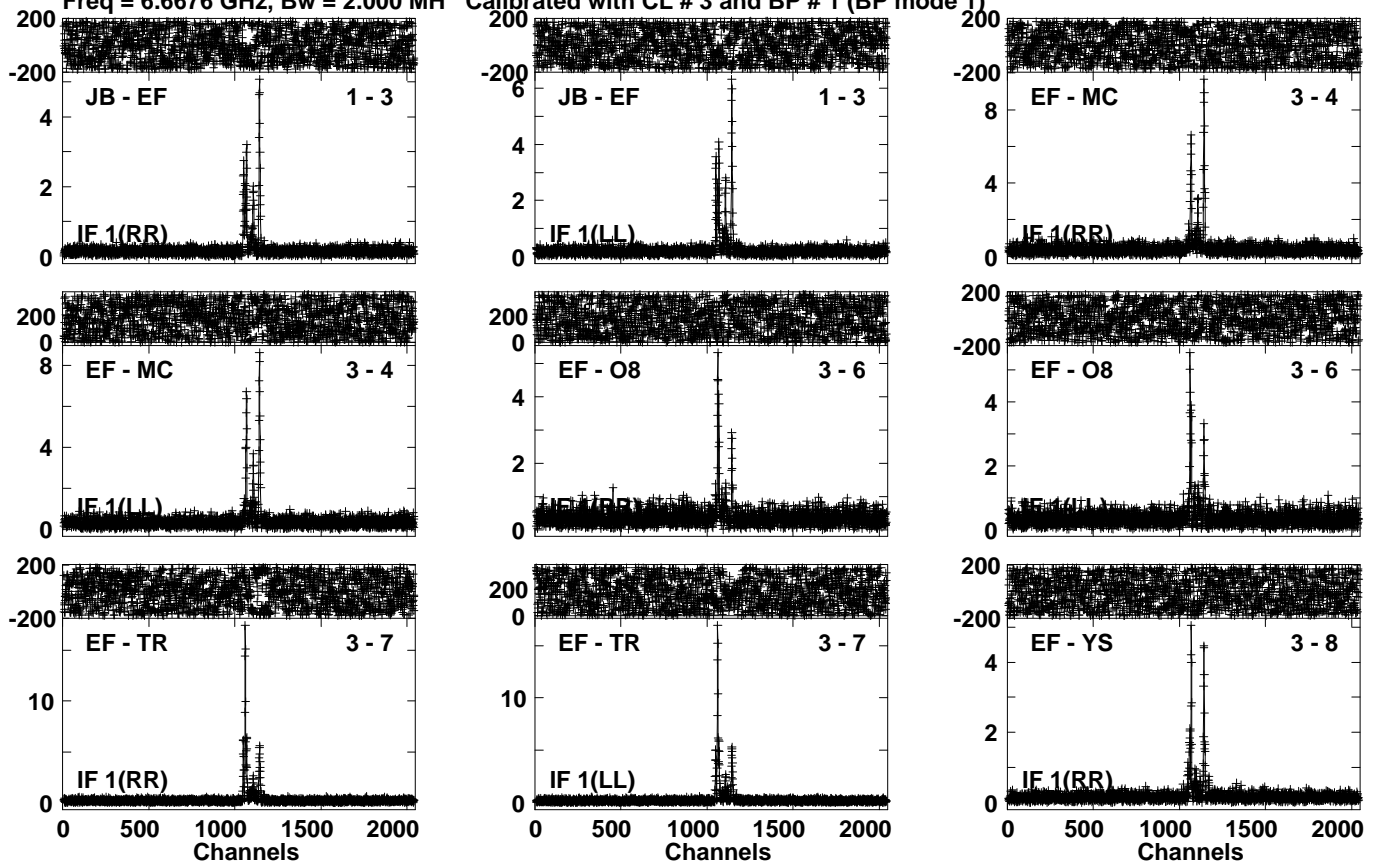 Freq = 6.6676 GHz, Bw = 2.000 MH Calibrated with CL # 3 and BP # 1 (BP mode 1)
200
-200
JB - EF 1 - 3
4
2
0
IF 1(RR)
200
-200
JB - EF 1 - 3
6
4
2
0
IF 1(LL)
200
-200
EF - MC 3 - 4
8
4
0
IF 1(RR)
200
0
EF - MC 3 - 4
8
4
0
IF 1(LL)
200
0
EF - O8 3 - 6
4
2
0
IF 1(RR)
200
-200
EF - O8 3 - 6
4
2
0
IF 1(LL)
200
-200
EF - TR 3 - 7
10
0
IF 1(RR)
0 500 1000 1500 2000
Channels
200
0
EF - TR 3 - 7
10
0
IF 1(LL)
0 500 1000 1500 2000
Channels
200
-200
EF - YS 3 - 8
4
2
0
IF 1(RR)
0 500 1000 1500 2000
Channels